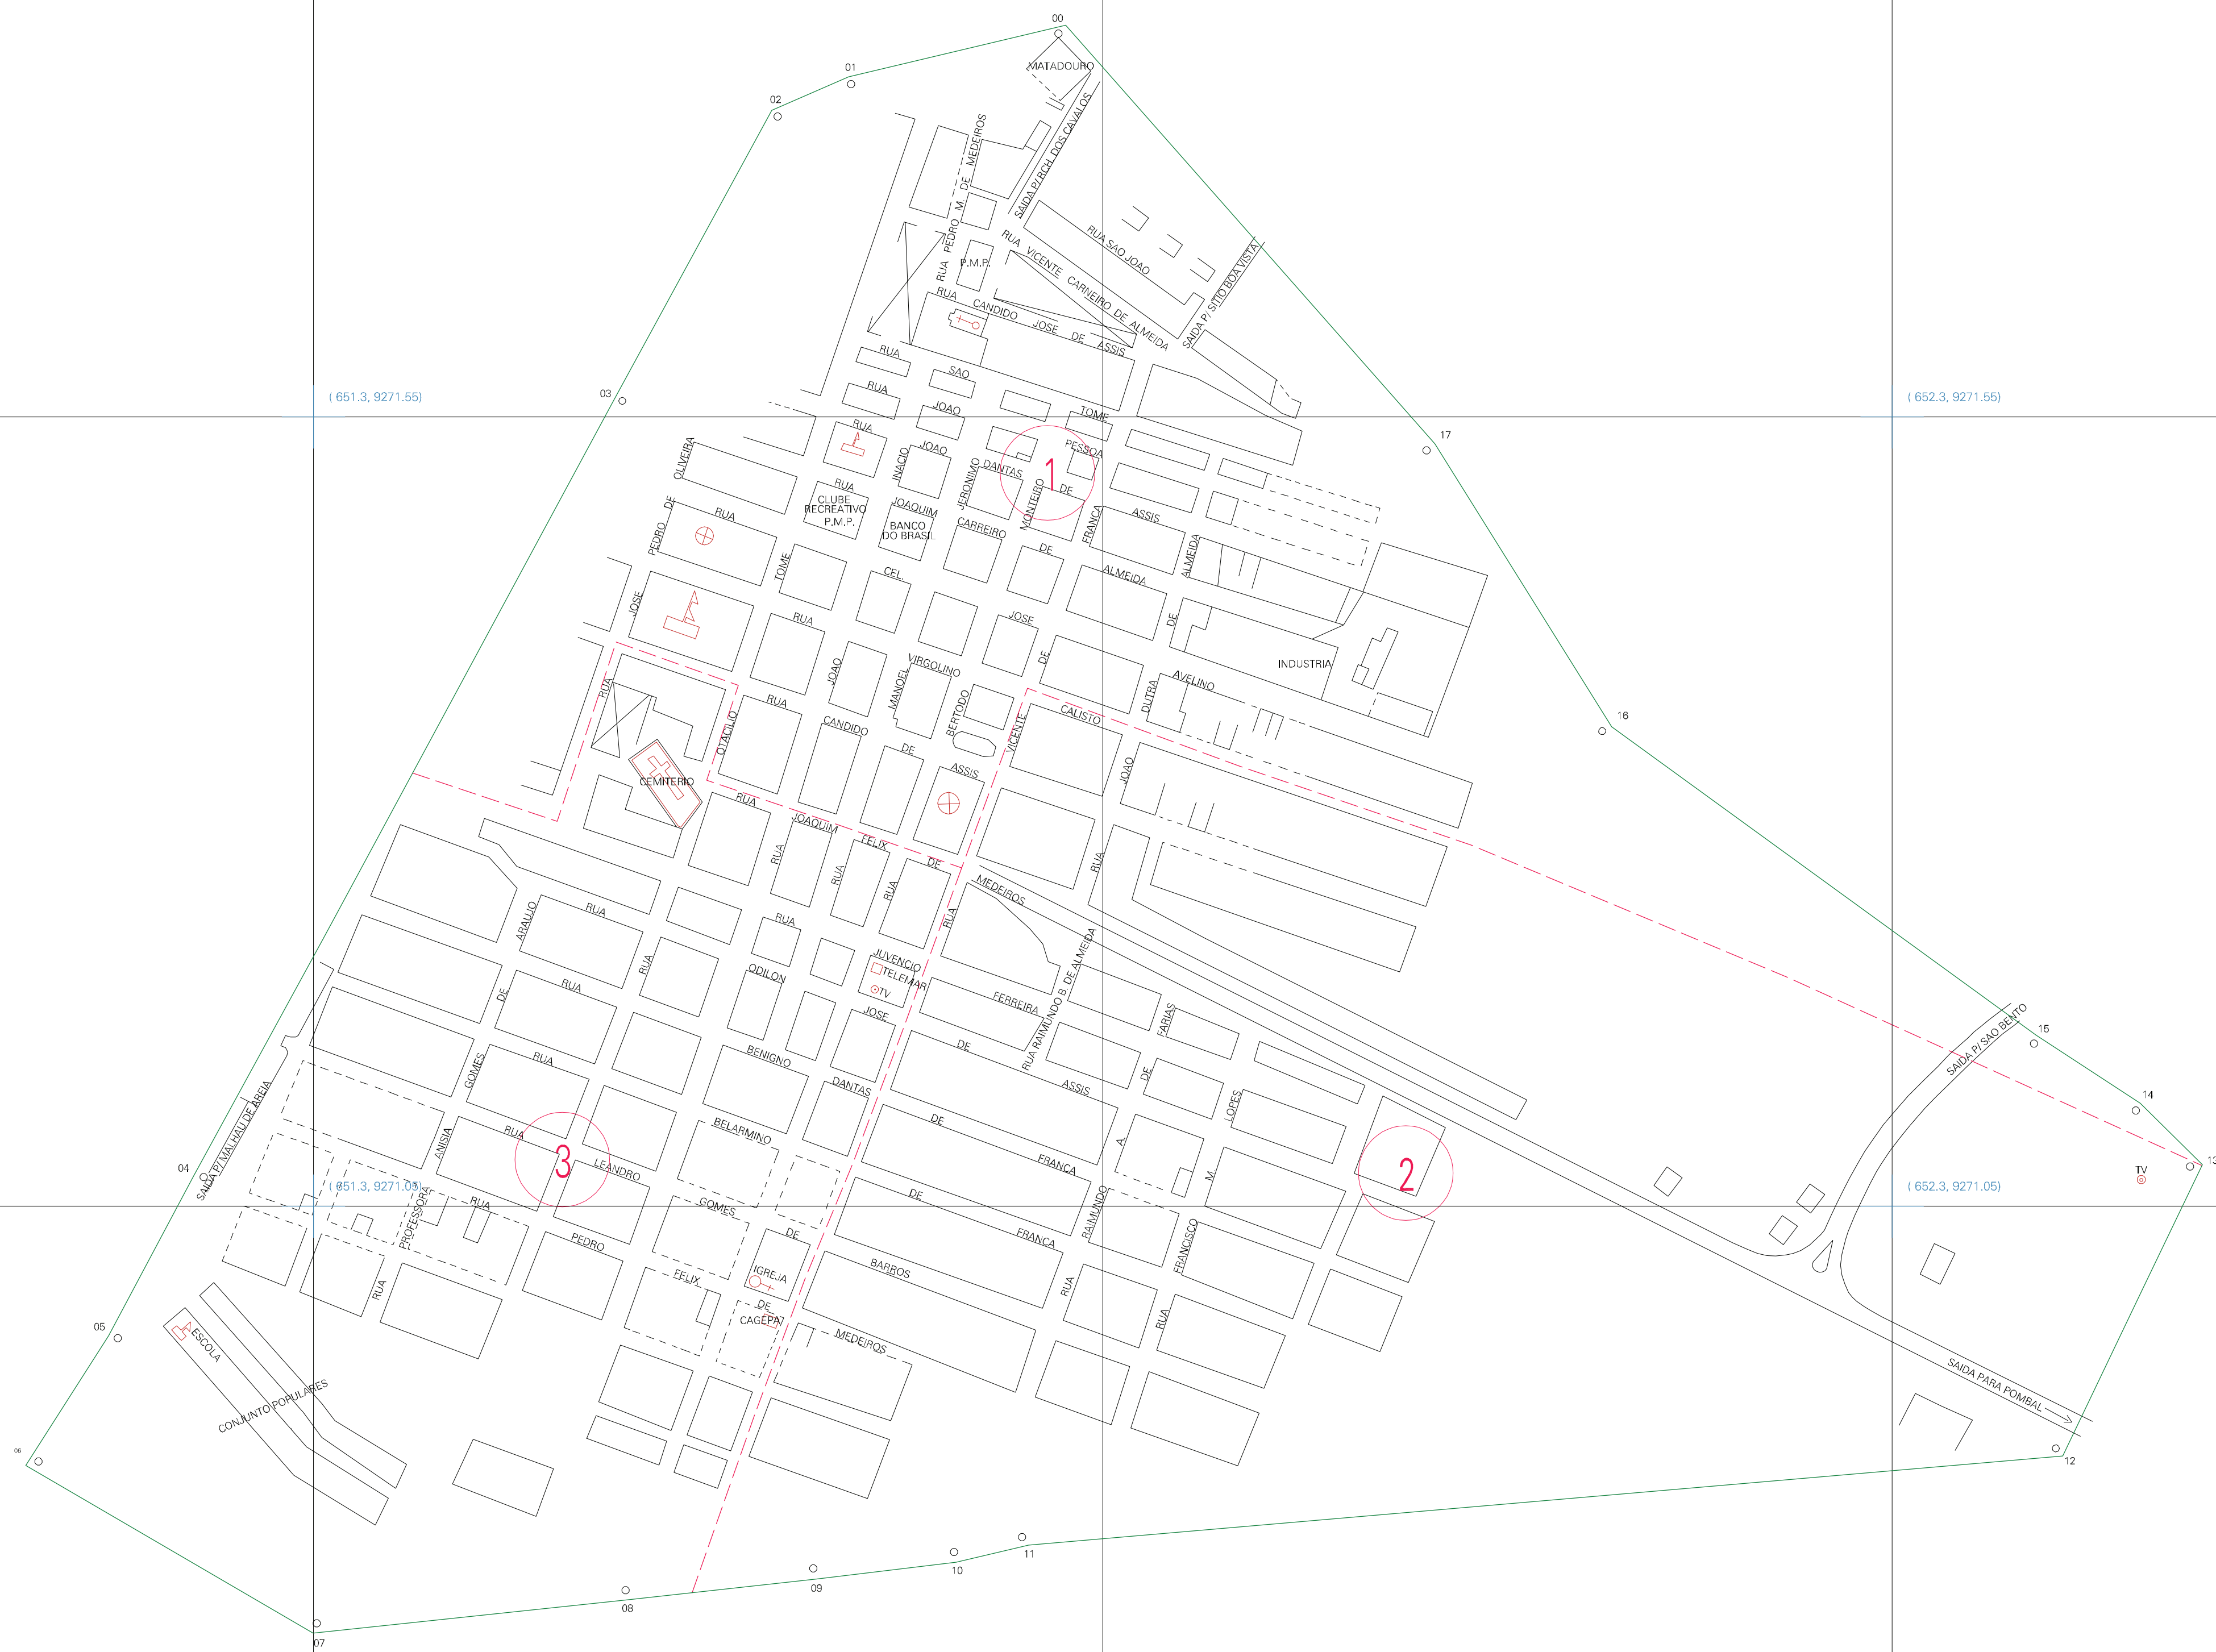 00
MATADOURO
01
02
SAIDA P/ RCH. DOS CAVALOS
RUA PEDRO M. DE MEDEIROS
P.M.P.
RUA SAO JOAO
RUA VICENTE CARNEIRO DE ALMEIDA
SAIDA P/ SITIO BOA VISTA
RUA CANDIDO JOSE DE ASSIS
RUA SAO JOAO
RUA JOAO TOME
RUA JOAO PESSOA
03
( 651.3, 9271.55)
( 652.3, 9271.55)
17
DANTAS
RUA JOAQUIM
DE ASSIS
CLUBE
RECREATIVO
P.M.P.
BANCO
DO BRASIL
1
RUA JOSE PEDRO DE OLIVEIRA
INACIO
JERONIMO
MONTEIRO
FRANCA
ALMEIDA
DE
DUTRA
JOAO
RUA
RUA
CARREIRO
DE
ALMEIDA
TOME
CEL.
JOSE
AVELINO
RUA
VIRGOLINO
CALISTO
INDUSTRIA
DE
VICENTE
RUA
JOAO
MANOEL
BERTODO
RUA CANDIDO DE ASSIS
OTACILIO
16
CEMITERIO
RUA JOAQUIM FELIX DE MEDEIROS
RUA
RUA
RUA
RUA
RUA
RUA
JUVENCIO
FERREIRA
TELEMAR
TV
RUA
ODILON
JOSE
DE
ASSIS
RUA RAIMUNDO B. DE ALMEIDA
RUA
BENIGNO
DANTAS
DE
FRANCA
RUA PROFESSORA ANISIA GOMES DE ARAUJO
RUA
BELARMINO
DE
FRANCA
LEANDRO
GOMES
DE
BARROS
RUA
PEDRO
FELIX
DE
MEDEIROS
IGREJA
CAGEPA
RUA RAIMUNDO A. DE FARIAS
RUA FRANCISCO M. LOPES
3
2
SAIDA P/ MALHAU DE AREIA
04
( 651.3, 9271.05)
( 652.3, 9271.05)
SAIDA P/ SAO BENTO
15
14
13
TV
SAIDA PARA POMBAL
12
05
ESCOLA
CONJUNTO POPULARES
06
07
08
09
10
11